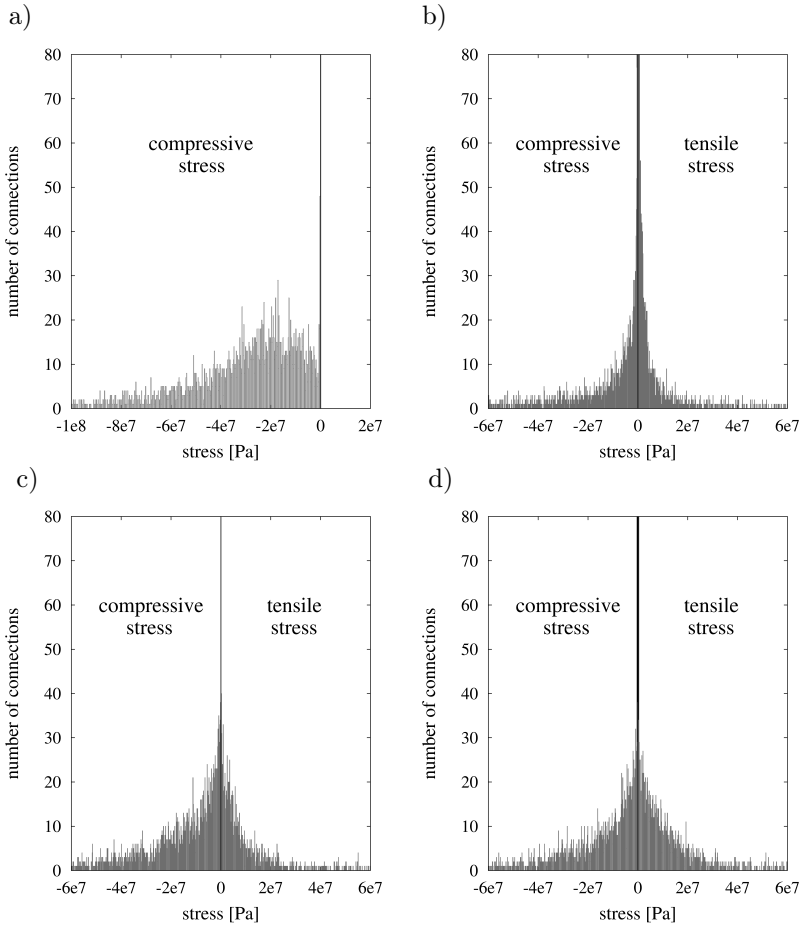 a)
80
70
60
50
40
30
20
10
0
number of connections
compressive
stress
-1e8 -8e7 -6e7 -4e7 -2e7 0 2e7
stress [Pa]
b)
80
70
60
50
40
30
20
10
0
number of connections
compressive
stress
tensile
stress
-6e7 -4e7 -2e7 0 2e7 4e7 6e7
stress [Pa]
c)
80
70
60
50
40
30
20
10
0
number of connections
compressive
stress
tensile
stress
-6e7 -4e7 -2e7 0 2e7 4e7 6e7
stress [Pa]
d)
80
70
60
50
40
30
20
10
0
number of connections
compressive
stress
tensile
stress
-6e7 -4e7 -2e7 0 2e7 4e7 6e7
stress [Pa]